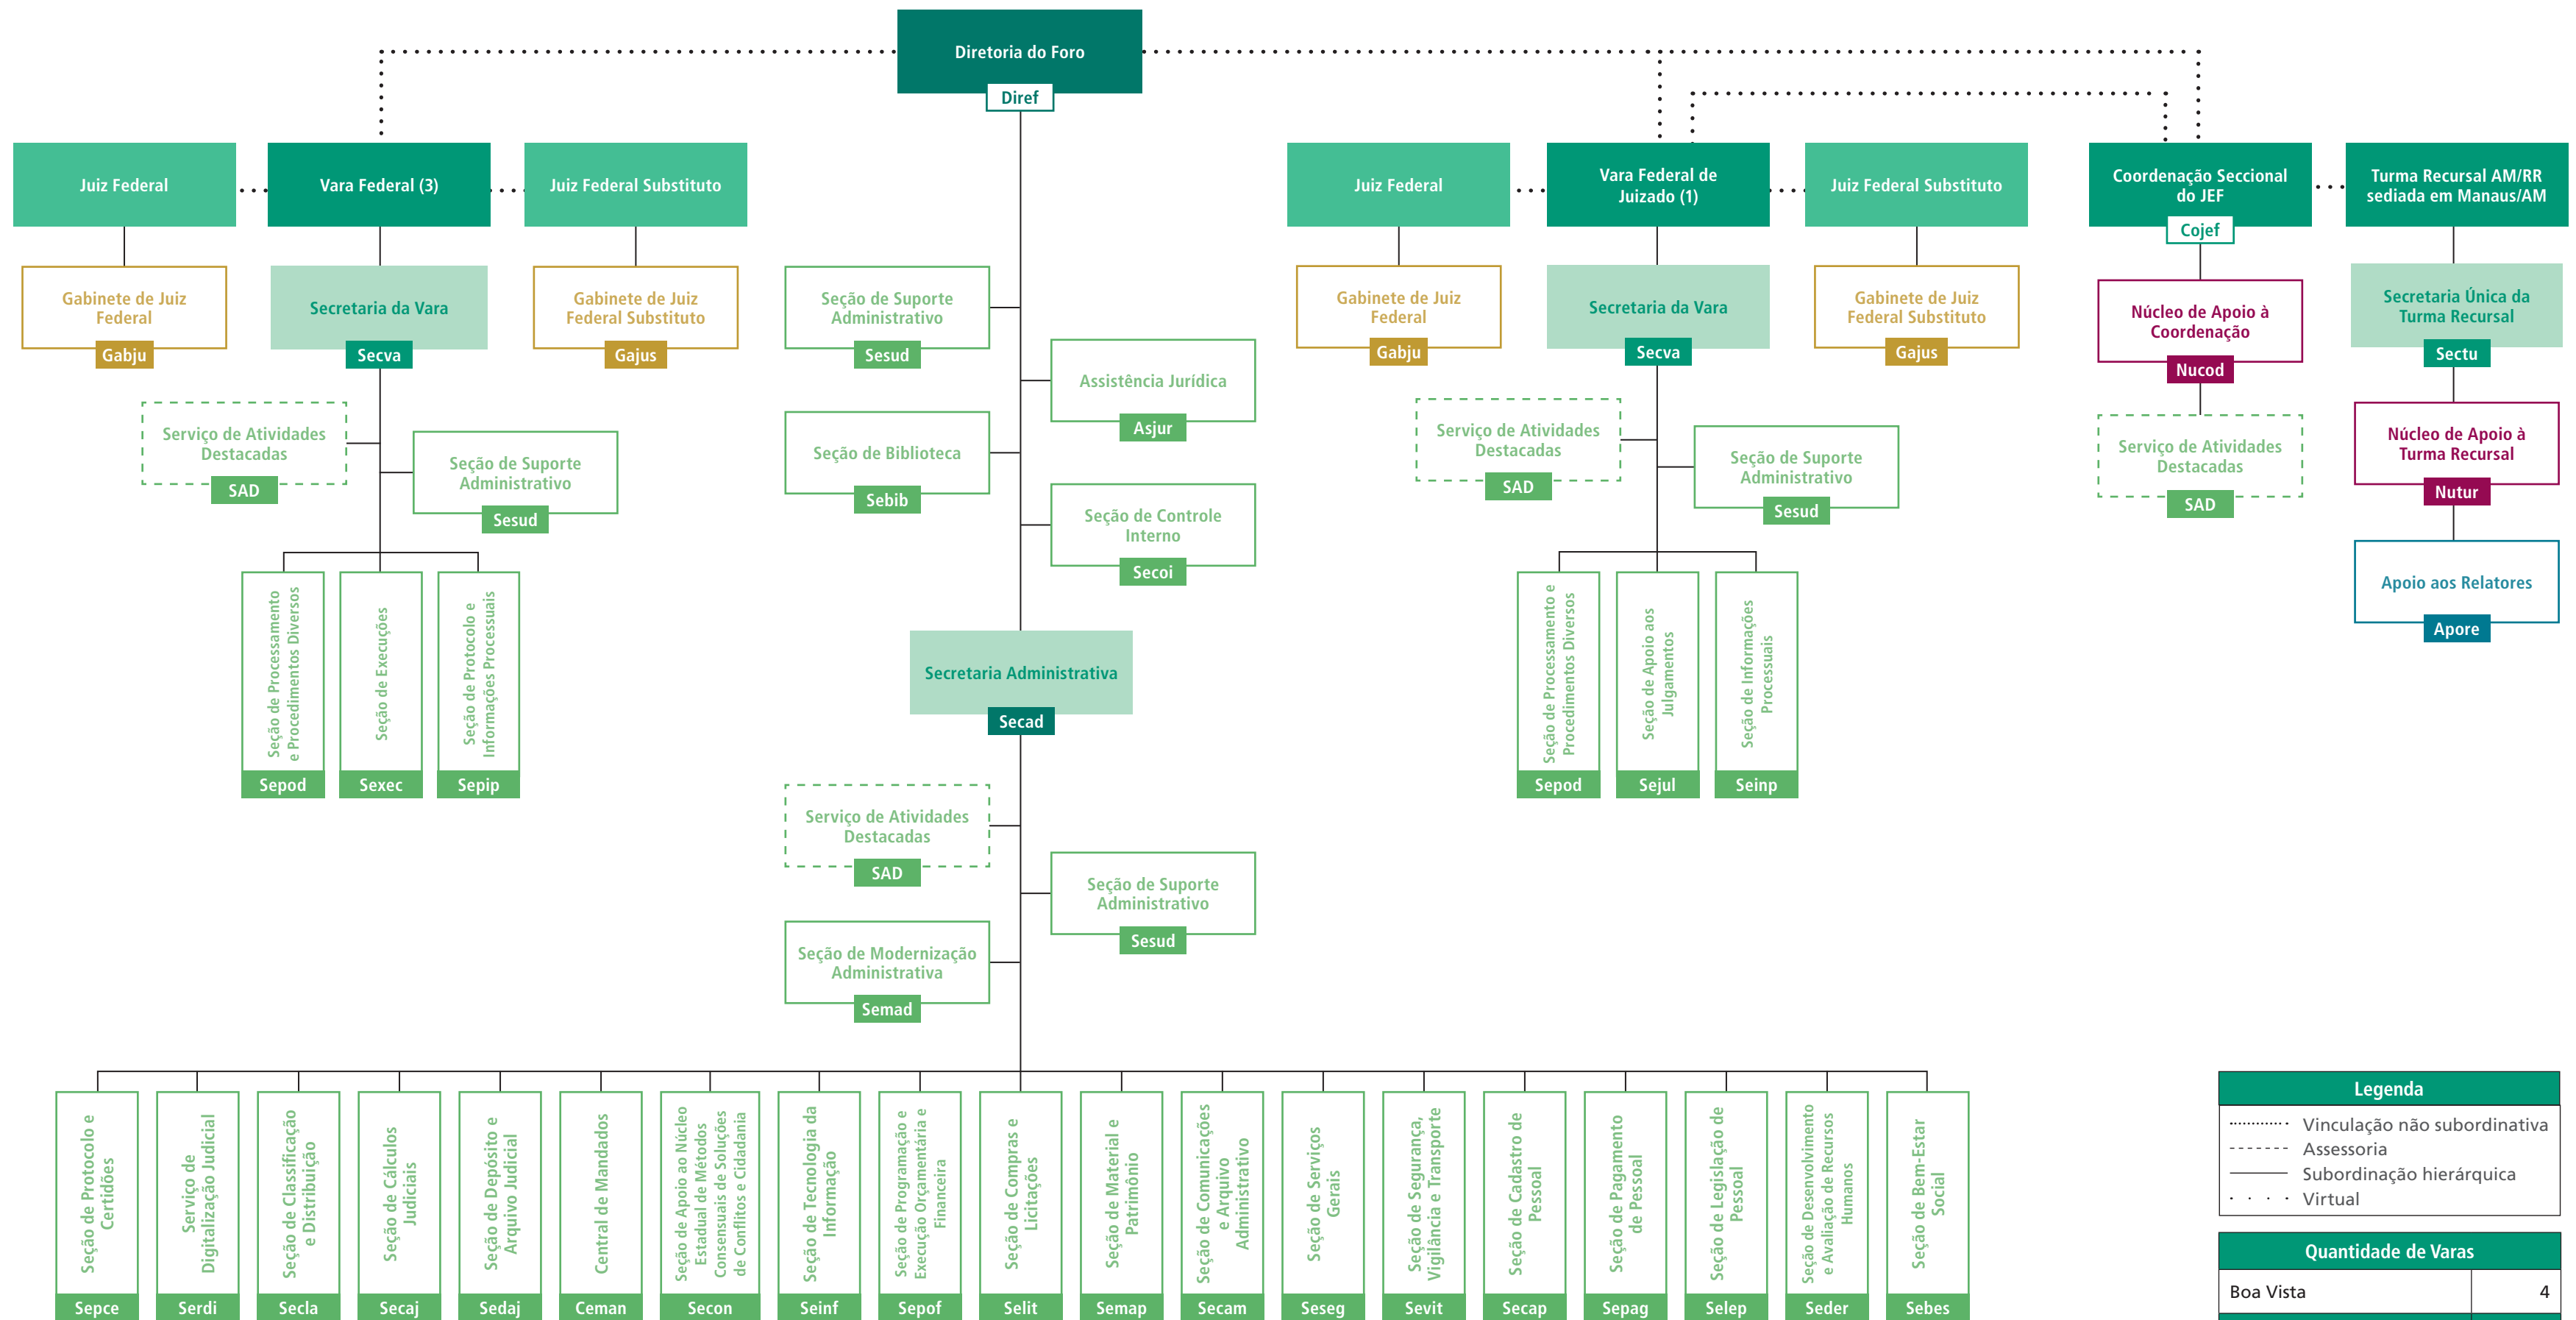 Diretoria do Foro
Diref
Juiz Federal
Vara Federal (3)
Juiz Federal Substituto
Gabinete de Juiz
Federal
Gabju
Secretaria da Vara
Secva
Gabinete de Juiz
Federal Substituto
Gajus
Serviço de Atividades
Destacadas
SAD
Seção de Suporte
Administrativo
Sesud
Seção de Processamento
e Procedimentos Diversos
Sepod
Seção de Execuções
Sexec
Seção de Protocolo e
Informações Processuais
Sepip
Seção de Suporte
Administrativo
Sesud
Assistência Jurídica
Asjur
Seção de Biblioteca
Sebib
Seção de Controle
Interno
Secoi
Secretaria Administrativa
Secad
Serviço de Atividades
Destacadas
SAD
Seção de Suporte
Administrativo
Sesud
Seção de Modernização
Administrativa
Semad
Juiz Federal
Vara Federal de
Juizado (1)
Juiz Federal Substituto
Gabinete de Juiz
Federal
Gabju
Secretaria da Vara
Secva
Gabinete de Juiz
Federal Substituto
Gajus
Serviço de Atividades
Destacadas
SAD
Seção de Suporte
Administrativo
Sesud
Seção de Processamento e
Procedimentos Diversos
Sepod
Seção de Apoio aos
Julgamentos
Sejul
Seção de Informações
Processuais
Seinp
Coordenação Seccional
do JEF
Cojef
Núcleo de Apoio à
Coordenação
Nucod
Serviço de Atividades
Destacadas
SAD
Turma Recursal AM/RR
sediada em Manaus/AM
Secretaria Única da
Turma Recursal
Sectu
Núcleo de Apoio à
Turma Recursal
Nutur
Apoio aos Relatores
Apore
Seção de Protocolo e
Certidões
Sepce
Serviço de
Digitalização Judicial
Serdi
Seção de Classificação
e Distribuição
Secla
Seção de Cálculos
Judiciais
Secaj
Seção de Depósito e
Arquivo Judicial
Sedaj
Central de Mandados
Ceman
Seção de Apoio ao Núcleo
Estadual de Métodos
Consensuais de Soluções
de Conflitos e Cidadania
Secon
Seção de Tecnologia da
Informação
Seinf
Seção de Programação e
Execução Orçamentária e
Financeira
Sepof
Seção de Compras e
Licitações
Selit
Seção de Material e
Patrimônio
Semap
Seção de Comunicações
e Arquivo
Administrativo
Secam
Seção de Serviços
Gerais
Seseg
Seção de Segurança,
Vigilância e Transporte
Sevit
Seção de Cadastro de
Pessoal
Secap
Seção de Pagamento
de Pessoal
Sepag
Seção de Legislação de
Pessoal
Selep
Seção de Desenvolvimento
e Avaliação de Recursos
Humanos
Seder
Seção de Bem-Estar
Social
Sebes
Legenda
Vinculação não subordinativa
Assessoria
Subordinação hierárquica
Virtual
Quantidade de Varas
Boa Vista 4